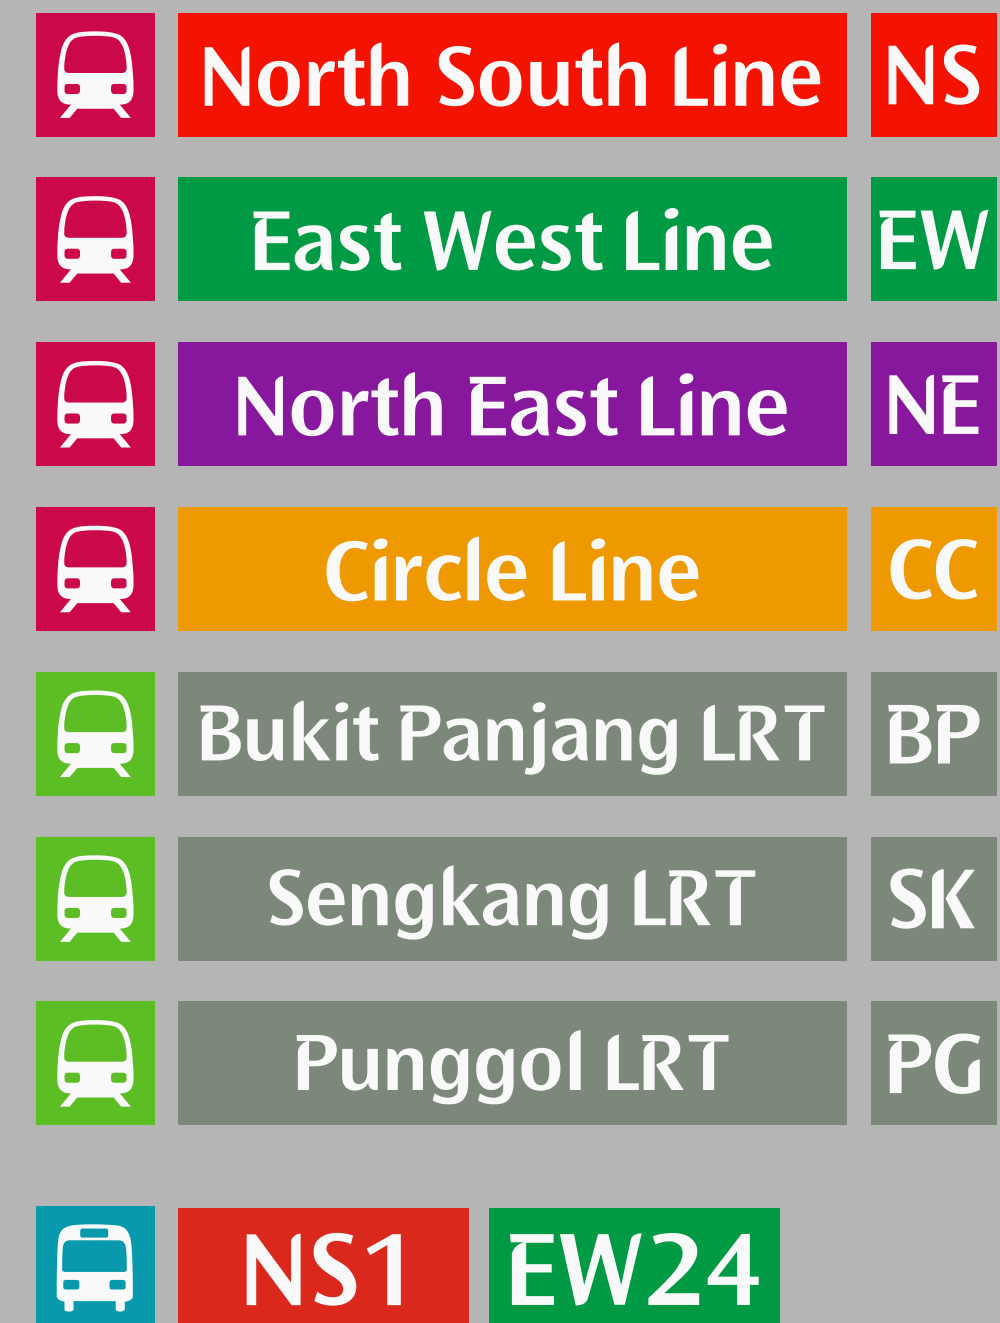 North South Line NS
East West Line EW
North East Line NE
Circle Line CC
Bukit Panjang LRT BP
Sengkang LRT SK
Punggol LRT PG
NS1 EW24